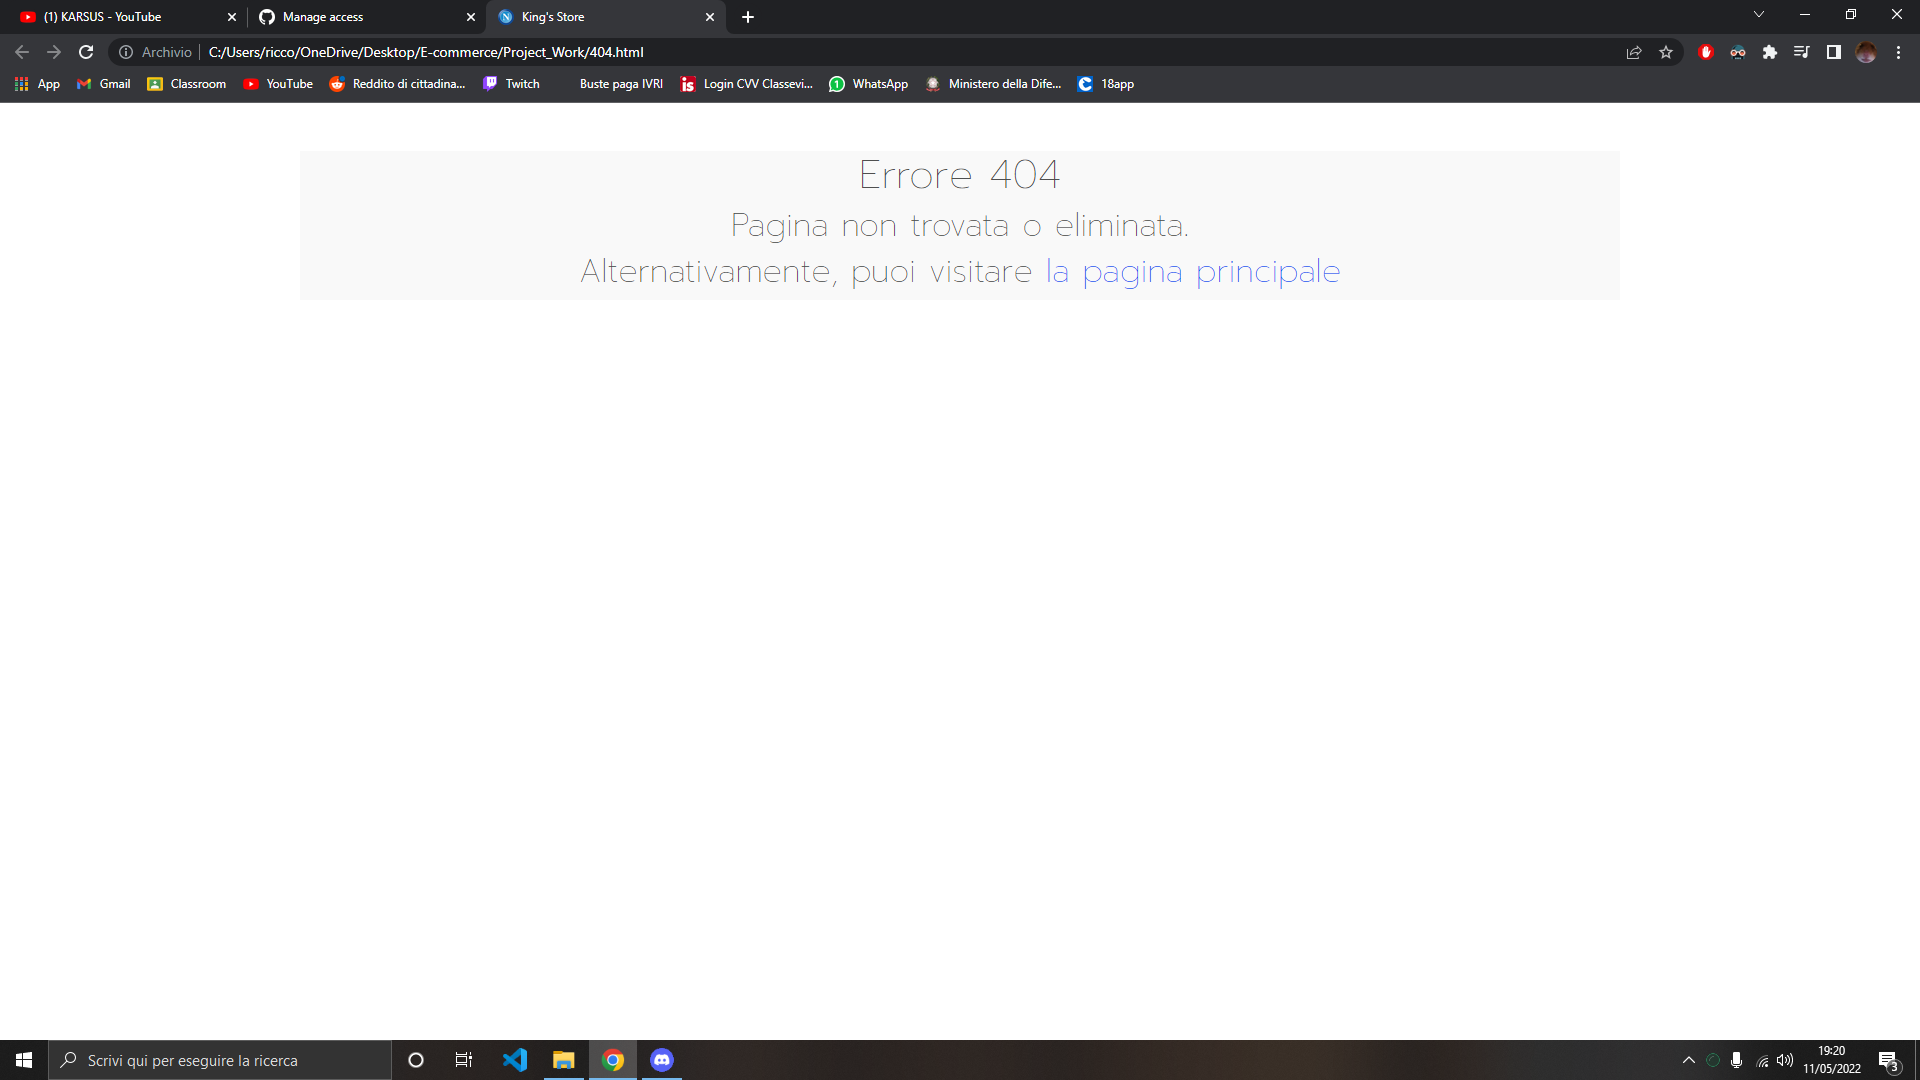 (1) KARSUS - YouTube
Manage access
King's Store
Archivio
C:/Users/ricco/OneDrive/Desktop/E-commerce/Project_Work/404.html
App
Gmail
Classroom
YouTube
Reddito di cittadina...
Twitch
Buste paga IVRI
is
Login CVV Classevi...
1
WhatsApp
Ministero della Dife...
18app
Errore 404
Pagina non trovata o eliminata.
Alternativamente, puoi visitare la pagina principale
Scrivi qui per eseguire la ricerca
19:20
11/05/2022
3